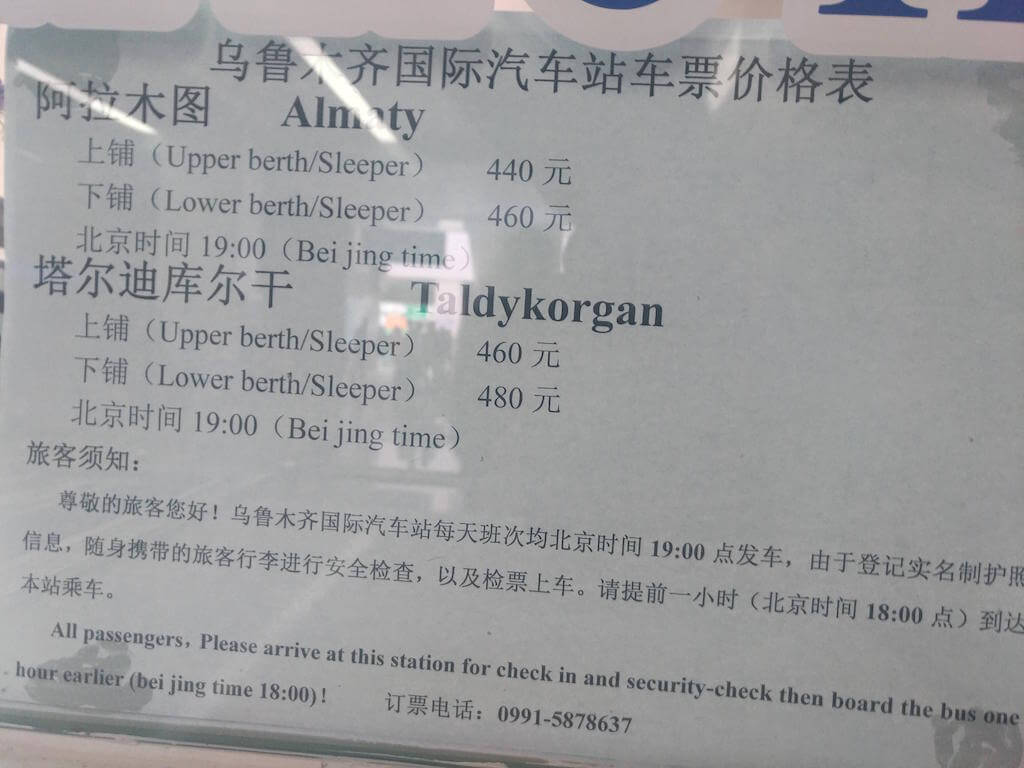 乌鲁木齐国际汽车站车票价格表
阿拉木图 Almaty
上铺（Upper berth/Sleeper） 440 元
下铺（Lower berth/Sleeper） 460 元
北京时间 19:00（Bei jing time）
塔尔迪库尔干 Taldykorgan
上铺（Upper berth/Sleeper） 460 元
下铺（Lower berth/Sleeper） 480 元
北京时间 19:00（Bei jing time）
旅客须知：
尊敬的旅客您好！乌鲁木齐国际汽车站每天班次均北京时间 19:00 点发车，由于登记实名制护照
信息，随身携带的旅客行李进行安全检查，以及检票上车。请提前一小时（北京时间 18:00 点）到达
本站乘车。
All passengers, Please arrive at this station for check in and security-check then board the bus one
hour earlier (bei jing time 18:00)! 订票电话：0991-5878637